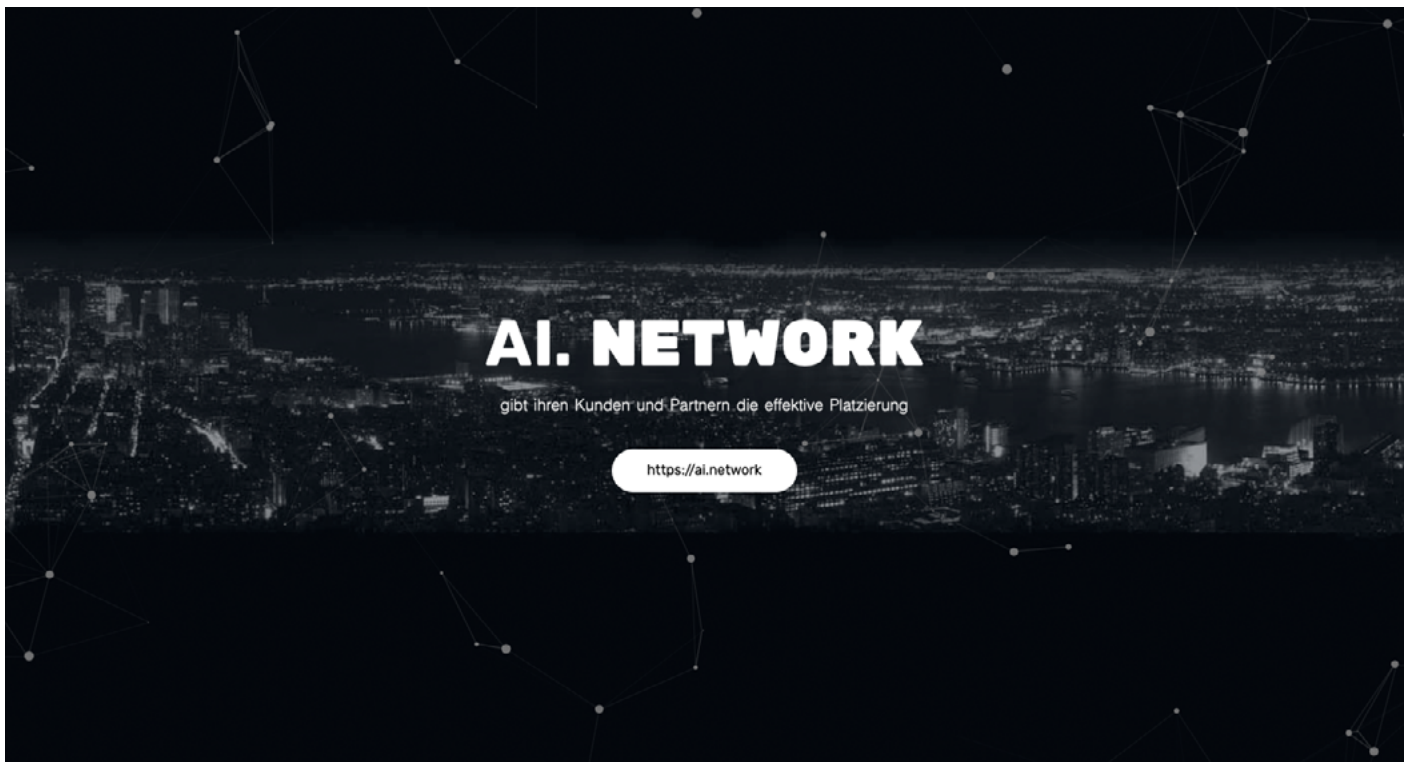 AI. NETWORK
gibt ihren Kunden und Partnern die effektive Platzierung
https://ai.network